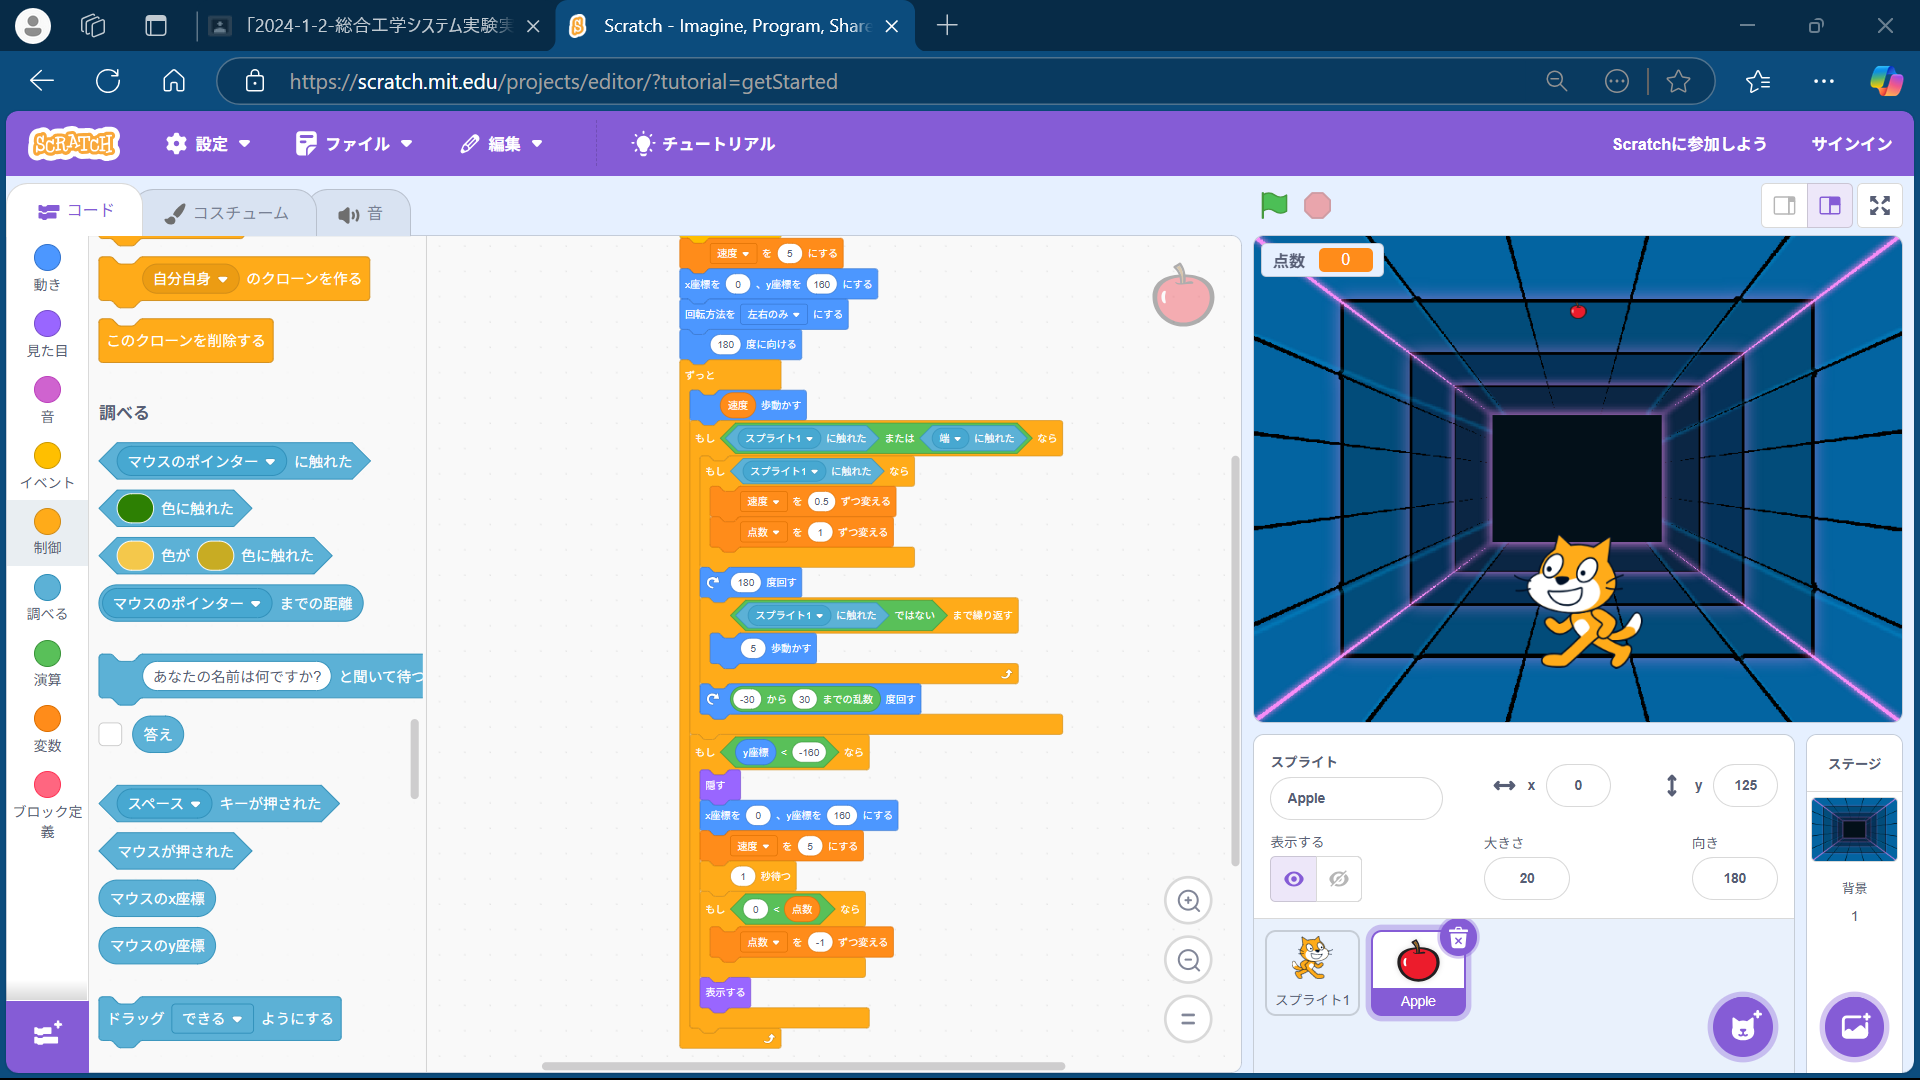 「2024-1-2-総合工学システム実験実
Scratch - Imagine, Program, Share
https://scratch.mit.edu/projects/editor/?tutorial=getStarted
SCRATCH
設定
ファイル
編集
チュートリアル
Scratchに参加しよう
サインイン
コード
コスチューム
音
動き
見た目
音
イベント
制御
調べる
演算
変数
ブロック定義
自分自身 のクローンを作る
このクローンを削除する
調べる
マウスのポインター に触れた
色に触れた
色が 色に触れた
マウスのポインター までの距離
あなたの名前は何ですか? と聞いて待つ
答え
スペース キーが押された
マウスが押された
マウスのx座標
マウスのy座標
ドラッグ できる ようにする
速度 を 5 にする
x座標を 0 、y座標を 160 にする
回転方法を 左右のみ にする
180 度に向ける
ずっと
速度 歩動かす
もし スプライト1 に触れた または 端 に触れた なら
もし スプライト1 に触れた なら
速度 を 0.5 ずつ変える
点数 を 1 ずつ変える
180 度回す
スプライト1 に触れた ではない まで繰り返す
5 歩動かす
-30 から 30 までの乱数 度回す
もし y座標 < -160 なら
隠す
x座標を 0 、y座標を 160 にする
速度 を 5 にする
1 秒待つ
もし 0 < 点数 なら
点数 を -1 ずつ変える
表示する
点数 0
スプライト
Apple
x 0
y 125
表示する
大きさ
20
向き
180
スプライト1
Apple
ステージ
背景
1